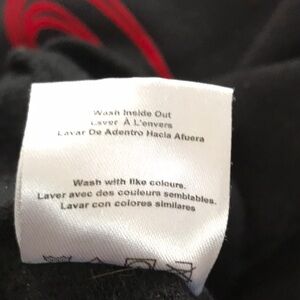 Wash Inside Out
Laver À L'envers
Lavar De Adentro Hacia Afuera
Wash with like colours.
Laver avec des couleurs semblables.
Lavar con colores similares